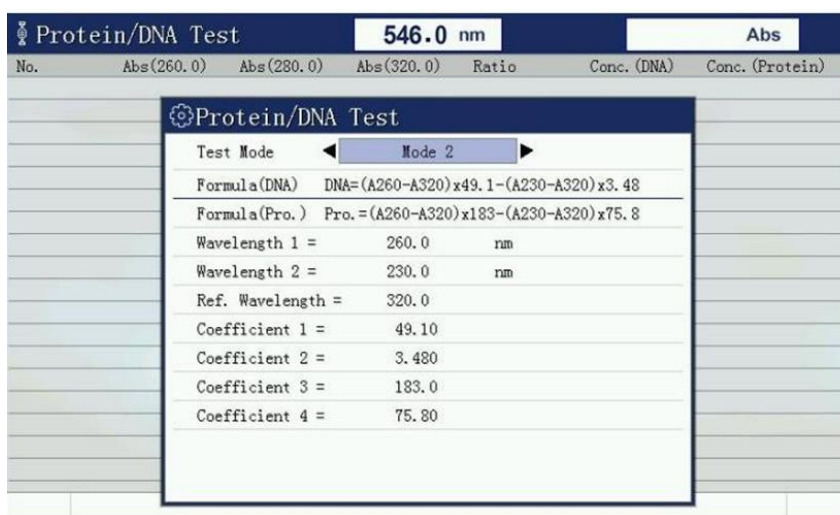 Protein/DNA Test 546.0 nm Abs
No. Abs(260.0) Abs(280.0) Abs(320.0) Ratio Conc.(DNA) Conc.(Protein)
Protein/DNA Test
Test Mode Mode 2
Formula(DNA) DNA=(A260-A320)x49.1-(A230-A320)x3.48
Formula(Pro.) Pro.=(A260-A320)x183-(A230-A320)x75.8
Wavelength 1 = 260.0 nm
Wavelength 2 = 230.0 nm
Ref. Wavelength = 320.0
Coefficient 1 = 49.10
Coefficient 2 = 3.480
Coefficient 3 = 183.0
Coefficient 4 = 75.80